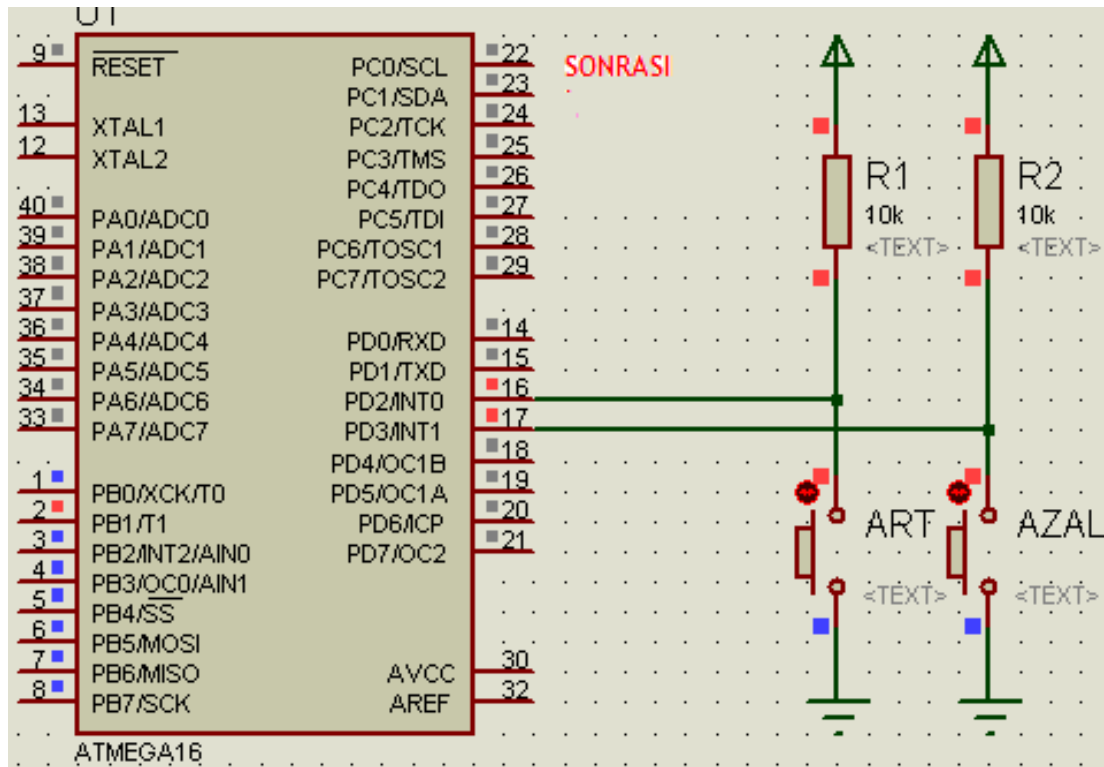 U1
9 RESET
13 XTAL1
12 XTAL2
40 PA0/ADC0
39 PA1/ADC1
38 PA2/ADC2
37 PA3/ADC3
36 PA4/ADC4
35 PA5/ADC5
34 PA6/ADC6
33 PA7/ADC7
1 PB0/XCK/T0
2 PB1/T1
3 PB2/INT2/AIN0
4 PB3/OC0/AIN1
5 PB4/SS
6 PB5/MOSI
7 PB6/MISO
8 PB7/SCK
PC0/SCL 22
PC1/SDA 23
PC2/TCK 24
PC3/TMS 25
PC4/TDO 26
PC5/TDI 27
PC6/TOSC1 28
PC7/TOSC2 29
PD0/RXD 14
PD1/TXD 15
PD2/INT0 16
PD3/INT1 17
PD4/OC1B 18
PD5/OC1A 19
PD6/ICP 20
PD7/OC2 21
AVCC 30
AREF 32
ATMEGA16
SONRASI
R1
10k
<TEXT>
R2
10k
<TEXT>
ART
<TEXT>
AZAL
<TEXT>